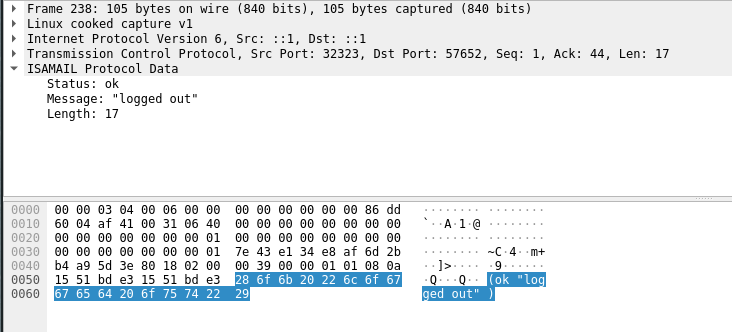 Frame 238: 105 bytes on wire (840 bits), 105 bytes captured (840 bits)
Linux cooked capture v1
Internet Protocol Version 6, Src: ::1, Dst: ::1
Transmission Control Protocol, Src Port: 32323, Dst Port: 57652, Seq: 1, Ack: 44, Len: 17
ISAMAIL Protocol Data
Status: ok
Message: "logged out"
Length: 17
0000 00 00 03 04 00 06 00 00 00 00 00 00 00 00 86 dd ········ ········
0010 60 04 af 41 00 31 06 40 00 00 00 00 00 00 00 00 `··A·1·@ ········
0020 00 00 00 00 00 00 00 01 00 00 00 00 00 00 00 00 ········ ········
0030 00 00 00 00 00 00 00 01 7e 43 e1 34 e8 af 6d 2b ········ ~C·4··m+
0040 b4 a9 5d 3e 80 18 02 00 00 39 00 00 01 01 08 0a ··]>···· ·9······
0050 15 51 bd e3 15 51 bd e3 28 6f 6b 20 22 6c 6f 67 ·Q···Q·· (ok "log
0060 67 65 64 20 6f 75 74 22 29 ged out" )